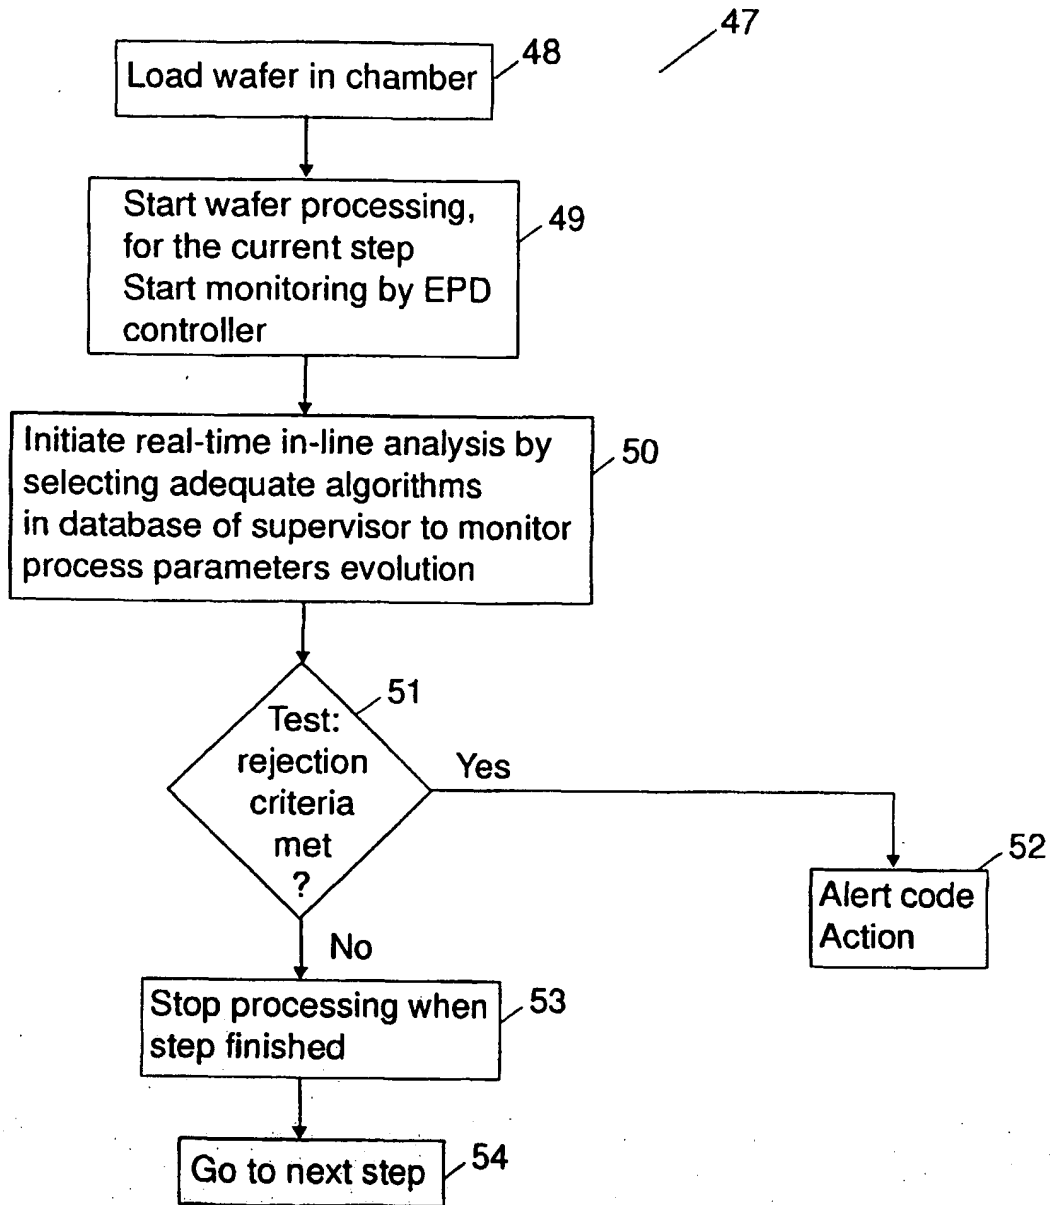 47
Load wafer in chamber
48
Start wafer processing,
for the current step
Start monitoring by EPD
controller
49
Initiate real-time in-line analysis by
selecting adequate algorithms
in database of supervisor to monitor
process parameters evolution
50
Test:
rejection
criteria
met
?
51
Yes
Alert code
Action
52
No
Stop processing when
step finished
53
Go to next step
54